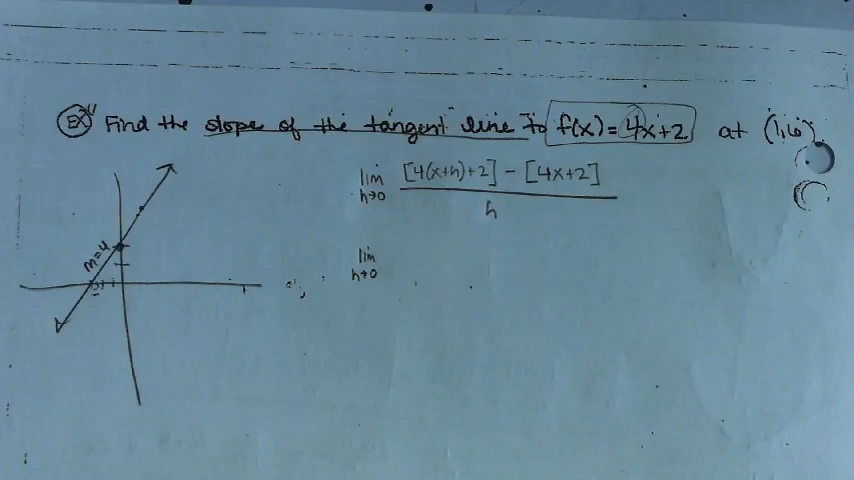 Ex Find the slope of the tangent line to f(x)=4x+2 at (1,6).
lim [4(x+h)+2] - [4x+2]
h→0 h
m=4
lim
h→0